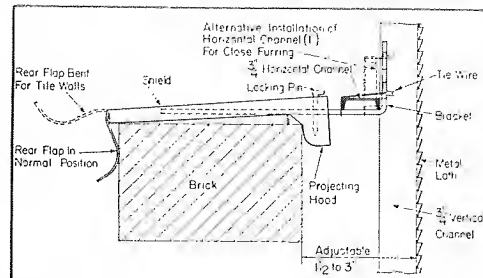 Alternative Installation of
Horizontal Channel (1)
For Close Furring
3/4" Horizontal Channel
Rear Flap Bent
For Tile Walls
Shield
Locking Pin
Tie Wire
Bracket
Rear Flap In
Normal Position
Brick
Projecting
Hood
Metal
Lath
3/4" Vertical
Channel
Adjustable
1 1/2 to 3"